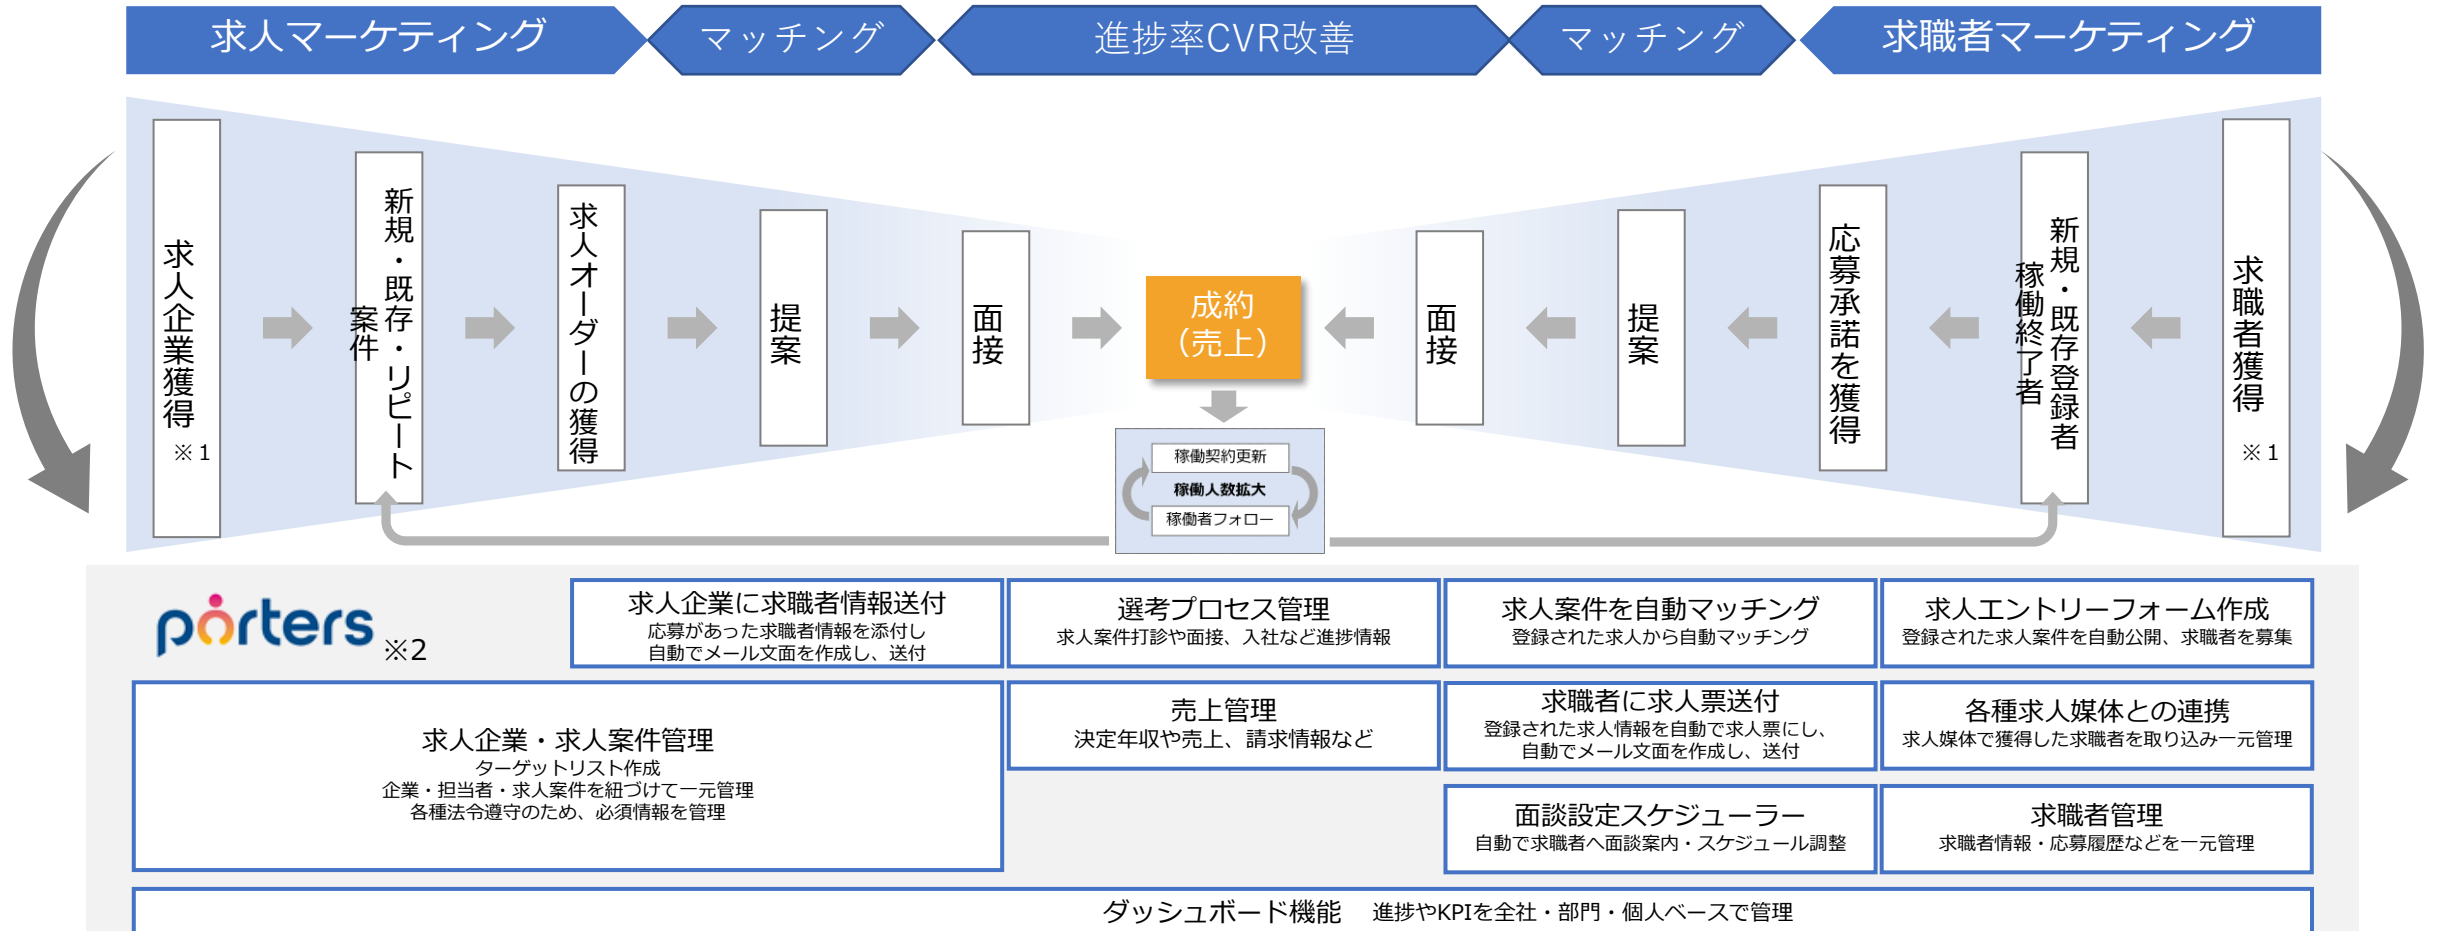 求人マーケティング
マッチング
進捗率CVR改善
マッチング
求職者マーケティング
求人企業獲得
※1
新規・既存・リピート
案件
求人オーダーの獲得
提案
面接
成約
（売上）
面接
提案
応募承諾を獲得
新規・既存登録者
稼働終了者
求職者獲得
※1
稼働契約更新
稼働人数拡大
稼働者フォロー
porters ※2
求人企業に求職者情報送付
応募があった求職者情報を添付し
自動でメール文面を作成し、送付
選考プロセス管理
求人案件打診や面接、入社など進捗情報
求人案件を自動マッチング
登録された求人から自動マッチング
求人エントリーフォーム作成
登録された求人案件を自動公開、求職者を募集
求人企業・求人案件管理
ターゲットリスト作成
企業・担当者・求人案件を紐づけて一元管理
各種法令遵守のため、必須情報を管理
売上管理
決定年収や売上、請求情報など
求職者に求人票送付
登録された求人情報を自動で求人票にし、
自動でメール文面を作成し、送付
各種求人媒体との連携
求人媒体で獲得した求職者を取り込み一元管理
面談設定スケジューラー
自動で求職者へ面談案内・スケジュール調整
求職者管理
求職者情報・応募履歴などを一元管理
ダッシュボード機能 進捗やKPIを全社・部門・個人ベースで管理